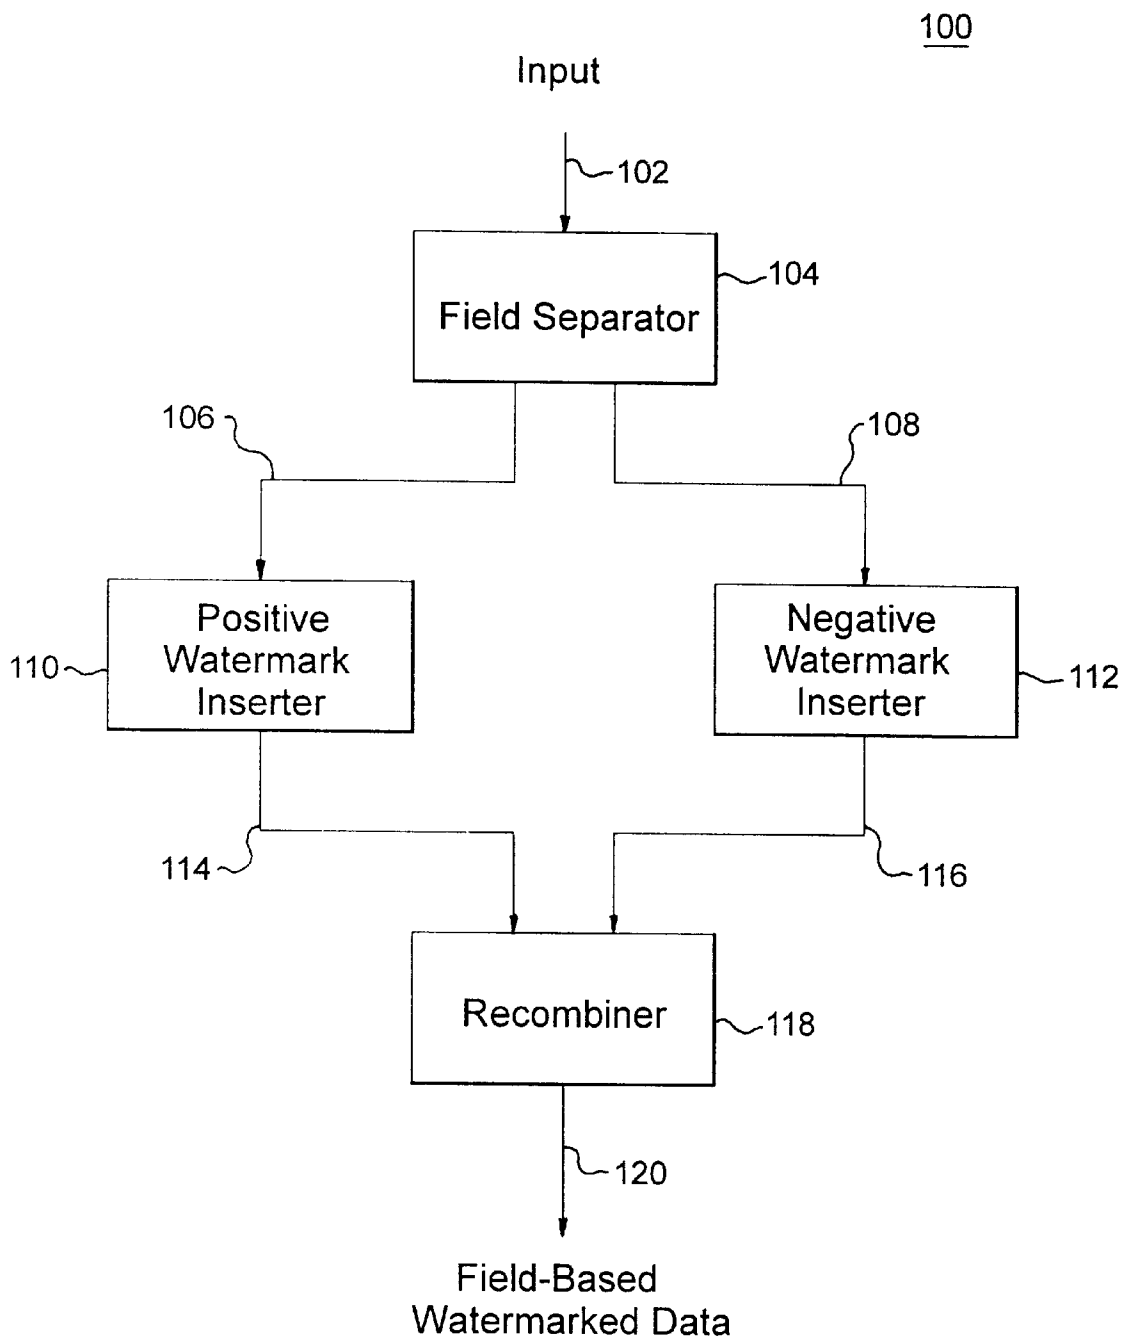 100
Input
102
104
Field Separator
106
108
Positive
Watermark
Inserter
110
Negative
Watermark
Inserter
112
114
116
Recombiner
118
120
Field-Based
Watermarked Data